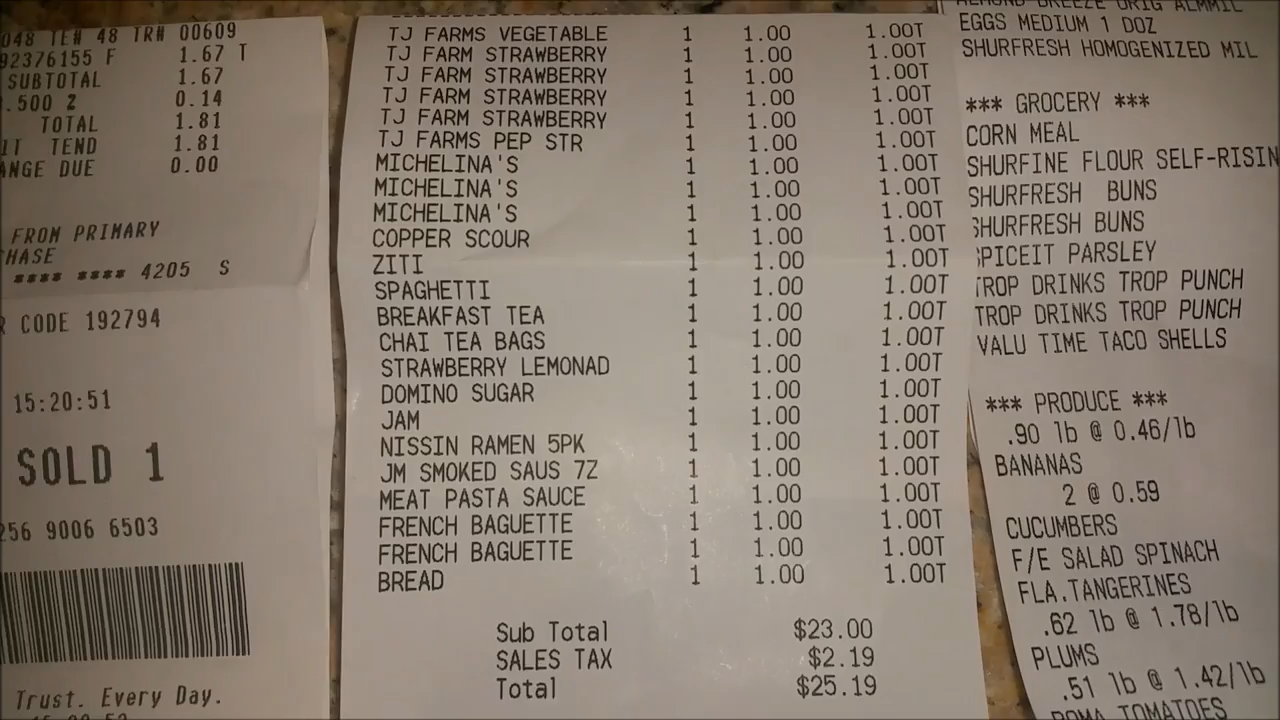 048 TE# 48 TR# 00609
92376155 F 1.67 T
SUBTOTAL 1.67
.500 % 0.14
TOTAL 1.81
IT TEND 1.81
ANGE DUE 0.00
FROM PRIMARY
HASE
**** **** 4205 S
R CODE 192794
15:20:51
SOLD 1
256 9006 6503
Trust. Every Day.
TJ FARMS VEGETABLE 1 1.00 1.00T
TJ FARM STRAWBERRY 1 1.00 1.00T
TJ FARM STRAWBERRY 1 1.00 1.00T
TJ FARM STRAWBERRY 1 1.00 1.00T
TJ FARM STRAWBERRY 1 1.00 1.00T
TJ FARMS PEP STR 1 1.00 1.00T
MICHELINA'S 1 1.00 1.00T
MICHELINA'S 1 1.00 1.00T
MICHELINA'S 1 1.00 1.00T
COPPER SCOUR 1 1.00 1.00T
ZITI 1 1.00 1.00T
SPAGHETTI 1 1.00 1.00T
BREAKFAST TEA 1 1.00 1.00T
CHAI TEA BAGS 1 1.00 1.00T
STRAWBERRY LEMONAD 1 1.00 1.00T
DOMINO SUGAR 1 1.00 1.00T
JAM 1 1.00 1.00T
NISSIN RAMEN 5PK 1 1.00 1.00T
JM SMOKED SAUS 7Z 1 1.00 1.00T
MEAT PASTA SAUCE 1 1.00 1.00T
FRENCH BAGUETTE 1 1.00 1.00T
FRENCH BAGUETTE 1 1.00 1.00T
BREAD 1 1.00 1.00T
Sub Total $23.00
SALES TAX $2.19
Total $25.19
ALMOND BREEZE ORIG ALMMIL
EGGS MEDIUM 1 DOZ
SHURFRESH HOMOGENIZED MIL
*** GROCERY ***
CORN MEAL
SHURFINE FLOUR SELF-RISIN
SHURFRESH BUNS
SHURFRESH BUNS
SPICEIT PARSLEY
TROP DRINKS TROP PUNCH
TROP DRINKS TROP PUNCH
VALU TIME TACO SHELLS
*** PRODUCE ***
.90 lb @ 0.46/lb
BANANAS
2 @ 0.59
CUCUMBERS
F/E SALAD SPINACH
FLA.TANGERINES
.62 lb @ 1.78/lb
PLUMS
.51 lb @ 1.42/lb
ROMA TOMATOES